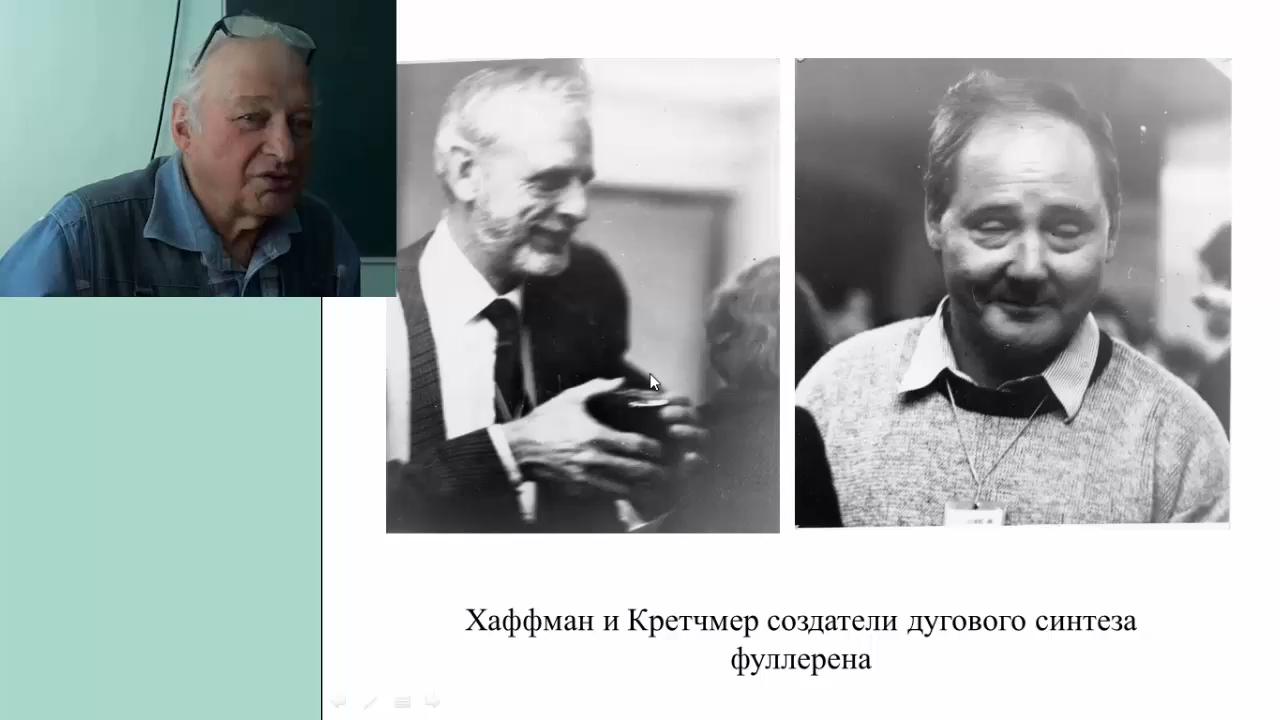 Хаффман и Кретчмер создатели дугового синтеза
фуллерена